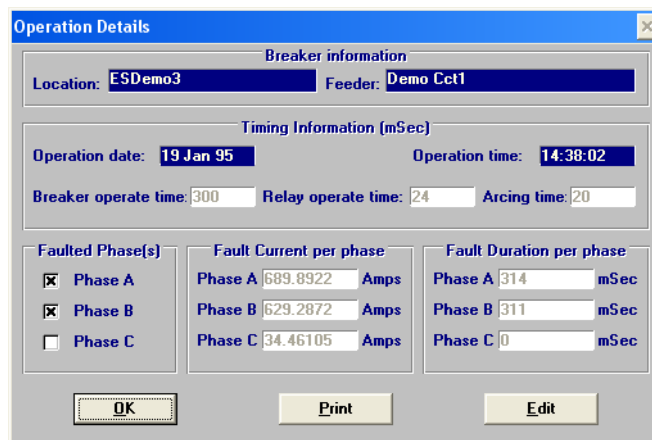 Operation Details
Breaker information
Location: ESDemo3 Feeder: Demo Cct1
Timing Information (mSec)
Operation date: 19 Jan 95 Operation time: 14:38:02
Breaker operate time: 300 Relay operate time: 24 Arcing time: 20
Faulted Phase(s) Fault Current per phase Fault Duration per phase
Phase A Phase A 689.8922 Amps Phase A 314 mSec
Phase B Phase B 629.2872 Amps Phase B 311 mSec
Phase C Phase C 34.46105 Amps Phase C 0 mSec
OK Print Edit